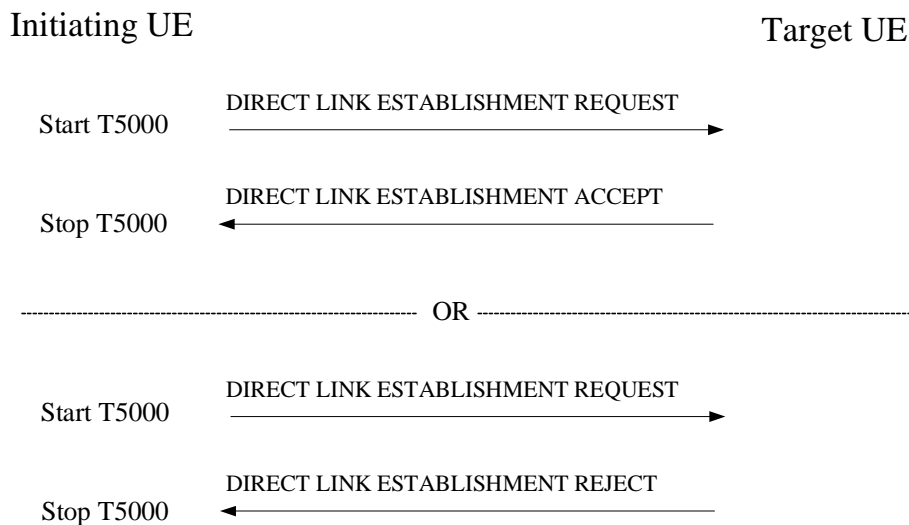 Initiating UE
Target UE
DIRECT LINK ESTABLISHMENT REQUEST
Start T5000
DIRECT LINK ESTABLISHMENT ACCEPT
Stop T5000
OR
DIRECT LINK ESTABLISHMENT REQUEST
Start T5000
DIRECT LINK ESTABLISHMENT REJECT
Stop T5000